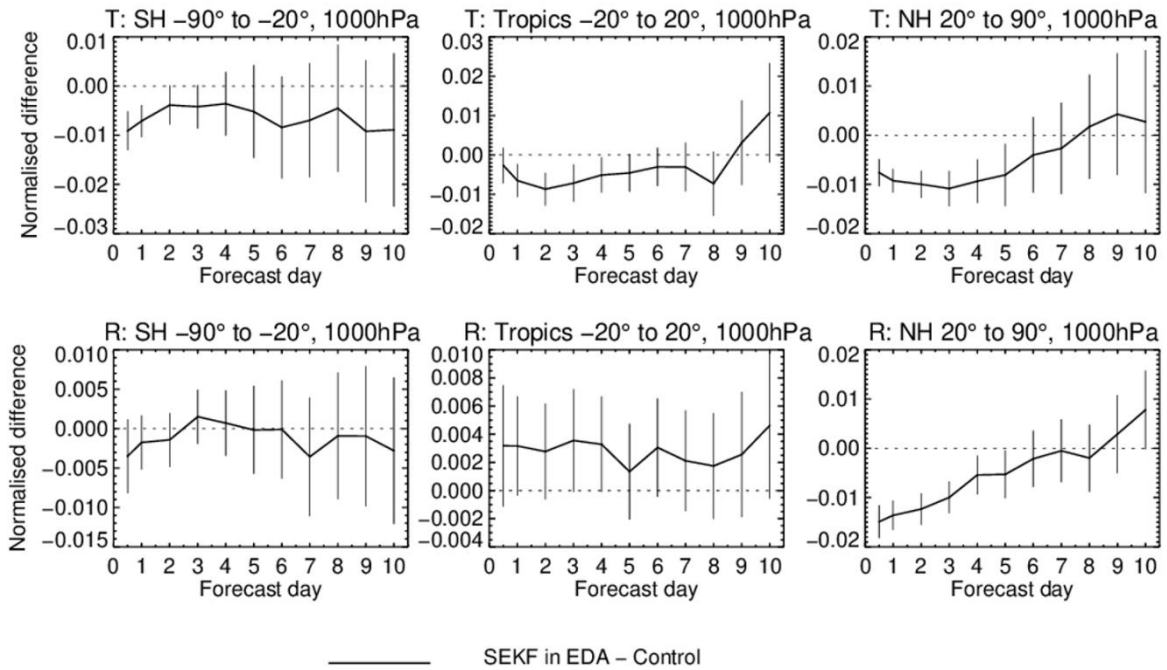 T: SH −90° to −20°, 1000hPa
T: Tropics −20° to 20°, 1000hPa
T: NH 20° to 90°, 1000hPa
Normalised difference
0.01
0.00
−0.01
−0.02
−0.03
0 1 2 3 4 5 6 7 8 9 10
Forecast day
0.03
0.02
0.01
0.00
−0.01
−0.02
0 1 2 3 4 5 6 7 8 9 10
Forecast day
0.02
0.01
0.00
−0.01
−0.02
0 1 2 3 4 5 6 7 8 9 10
Forecast day
R: SH −90° to −20°, 1000hPa
R: Tropics −20° to 20°, 1000hPa
R: NH 20° to 90°, 1000hPa
Normalised difference
0.010
0.005
0.000
−0.005
−0.010
−0.015
0 1 2 3 4 5 6 7 8 9 10
Forecast day
0.010
0.008
0.006
0.004
0.002
0.000
−0.002
−0.004
0 1 2 3 4 5 6 7 8 9 10
Forecast day
0.02
0.01
0.00
−0.01
−0.02
0 1 2 3 4 5 6 7 8 9 10
Forecast day
SEKF in EDA − Control